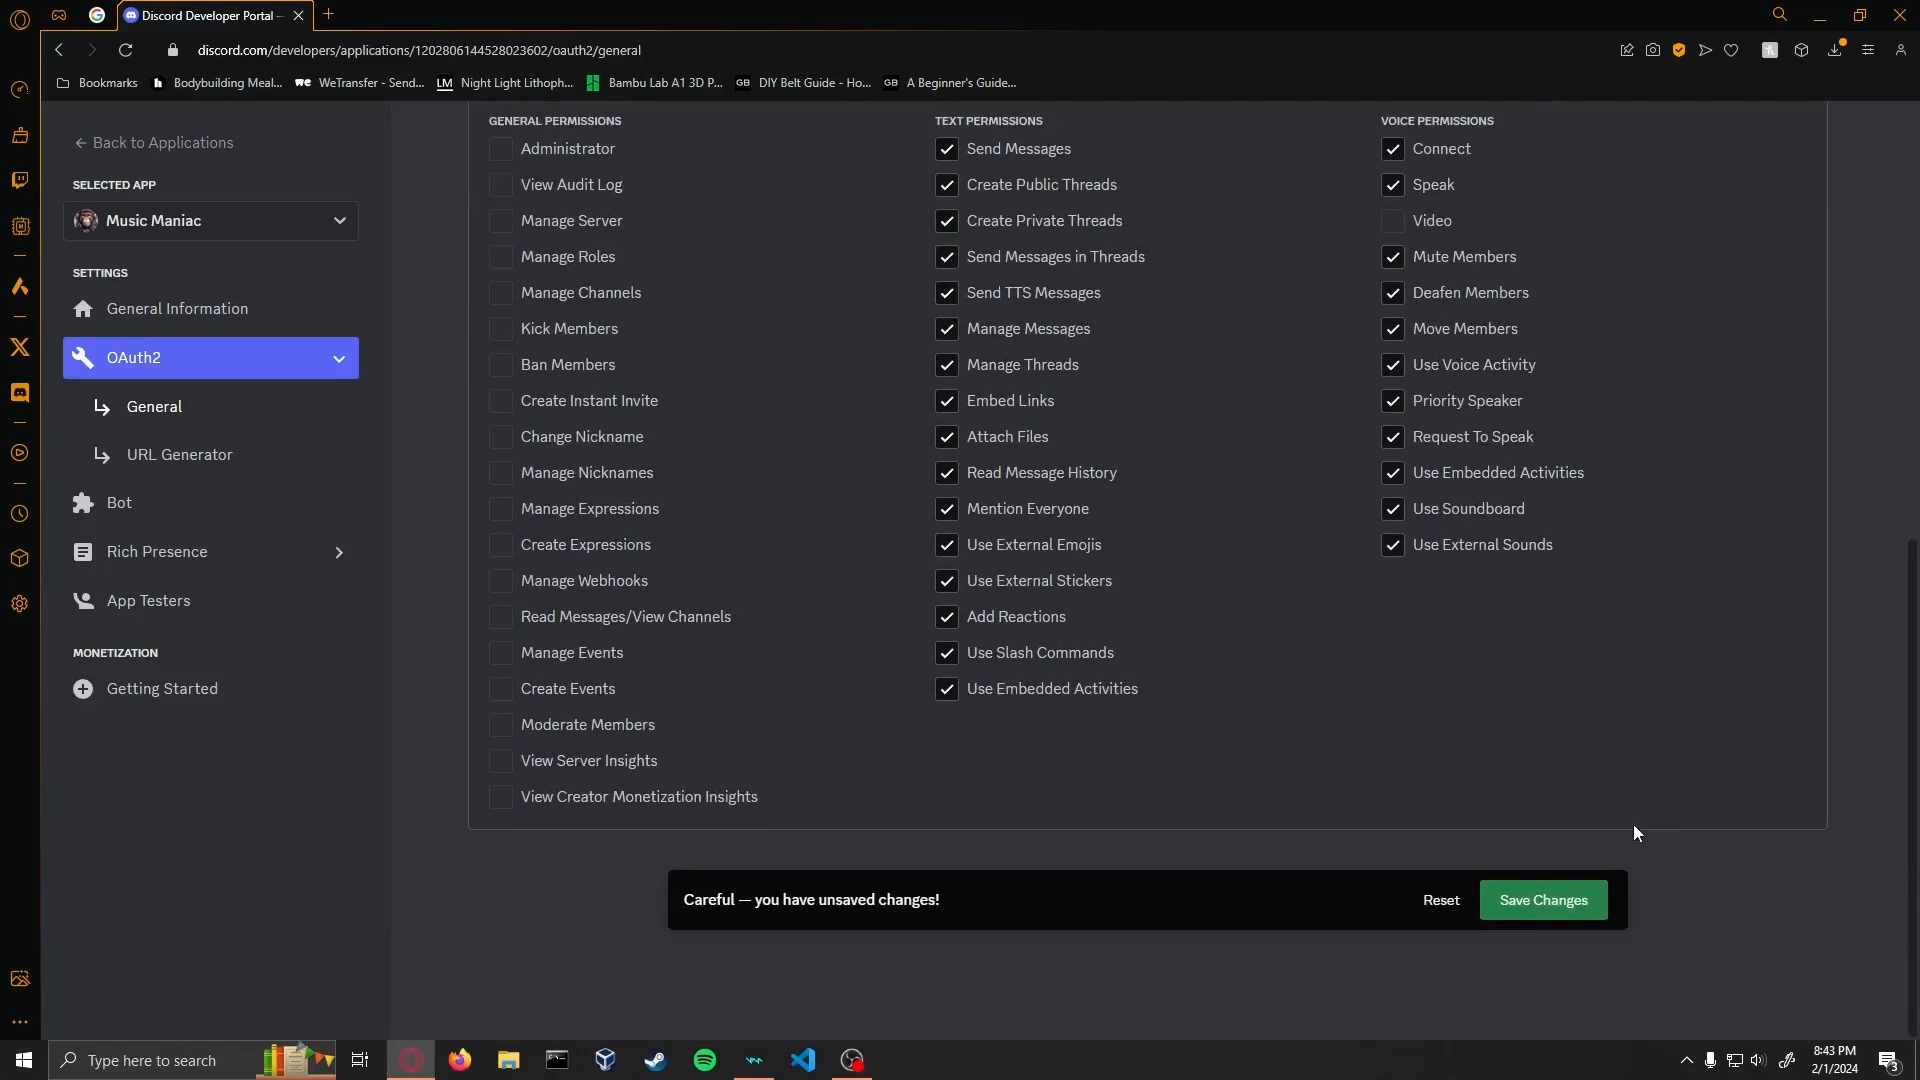 Discord Developer Portal –
discord.com/developers/applications/1202806144528023602/oauth2/general
Bookmarks
h
Bodybuilding Meal...
we
WeTransfer - Send...
LM
Night Light Lithoph...
Bambu Lab A1 3D P...
GB
DIY Belt Guide - Ho...
GB
A Beginner's Guide...
Back to Applications
SELECTED APP
Music Maniac
SETTINGS
General Information
OAuth2
General
URL Generator
Bot
Rich Presence
App Testers
MONETIZATION
Getting Started
GENERAL PERMISSIONS
Administrator
View Audit Log
Manage Server
Manage Roles
Manage Channels
Kick Members
Ban Members
Create Instant Invite
Change Nickname
Manage Nicknames
Manage Expressions
Create Expressions
Manage Webhooks
Read Messages/View Channels
Manage Events
Create Events
Moderate Members
View Server Insights
View Creator Monetization Insights
TEXT PERMISSIONS
Send Messages
Create Public Threads
Create Private Threads
Send Messages in Threads
Send TTS Messages
Manage Messages
Manage Threads
Embed Links
Attach Files
Read Message History
Mention Everyone
Use External Emojis
Use External Stickers
Add Reactions
Use Slash Commands
Use Embedded Activities
VOICE PERMISSIONS
Connect
Speak
Video
Mute Members
Deafen Members
Move Members
Use Voice Activity
Priority Speaker
Request To Speak
Use Embedded Activities
Use Soundboard
Use External Sounds
Careful — you have unsaved changes!
Reset
Save Changes
Type here to search
8:43 PM
2/1/2024
3